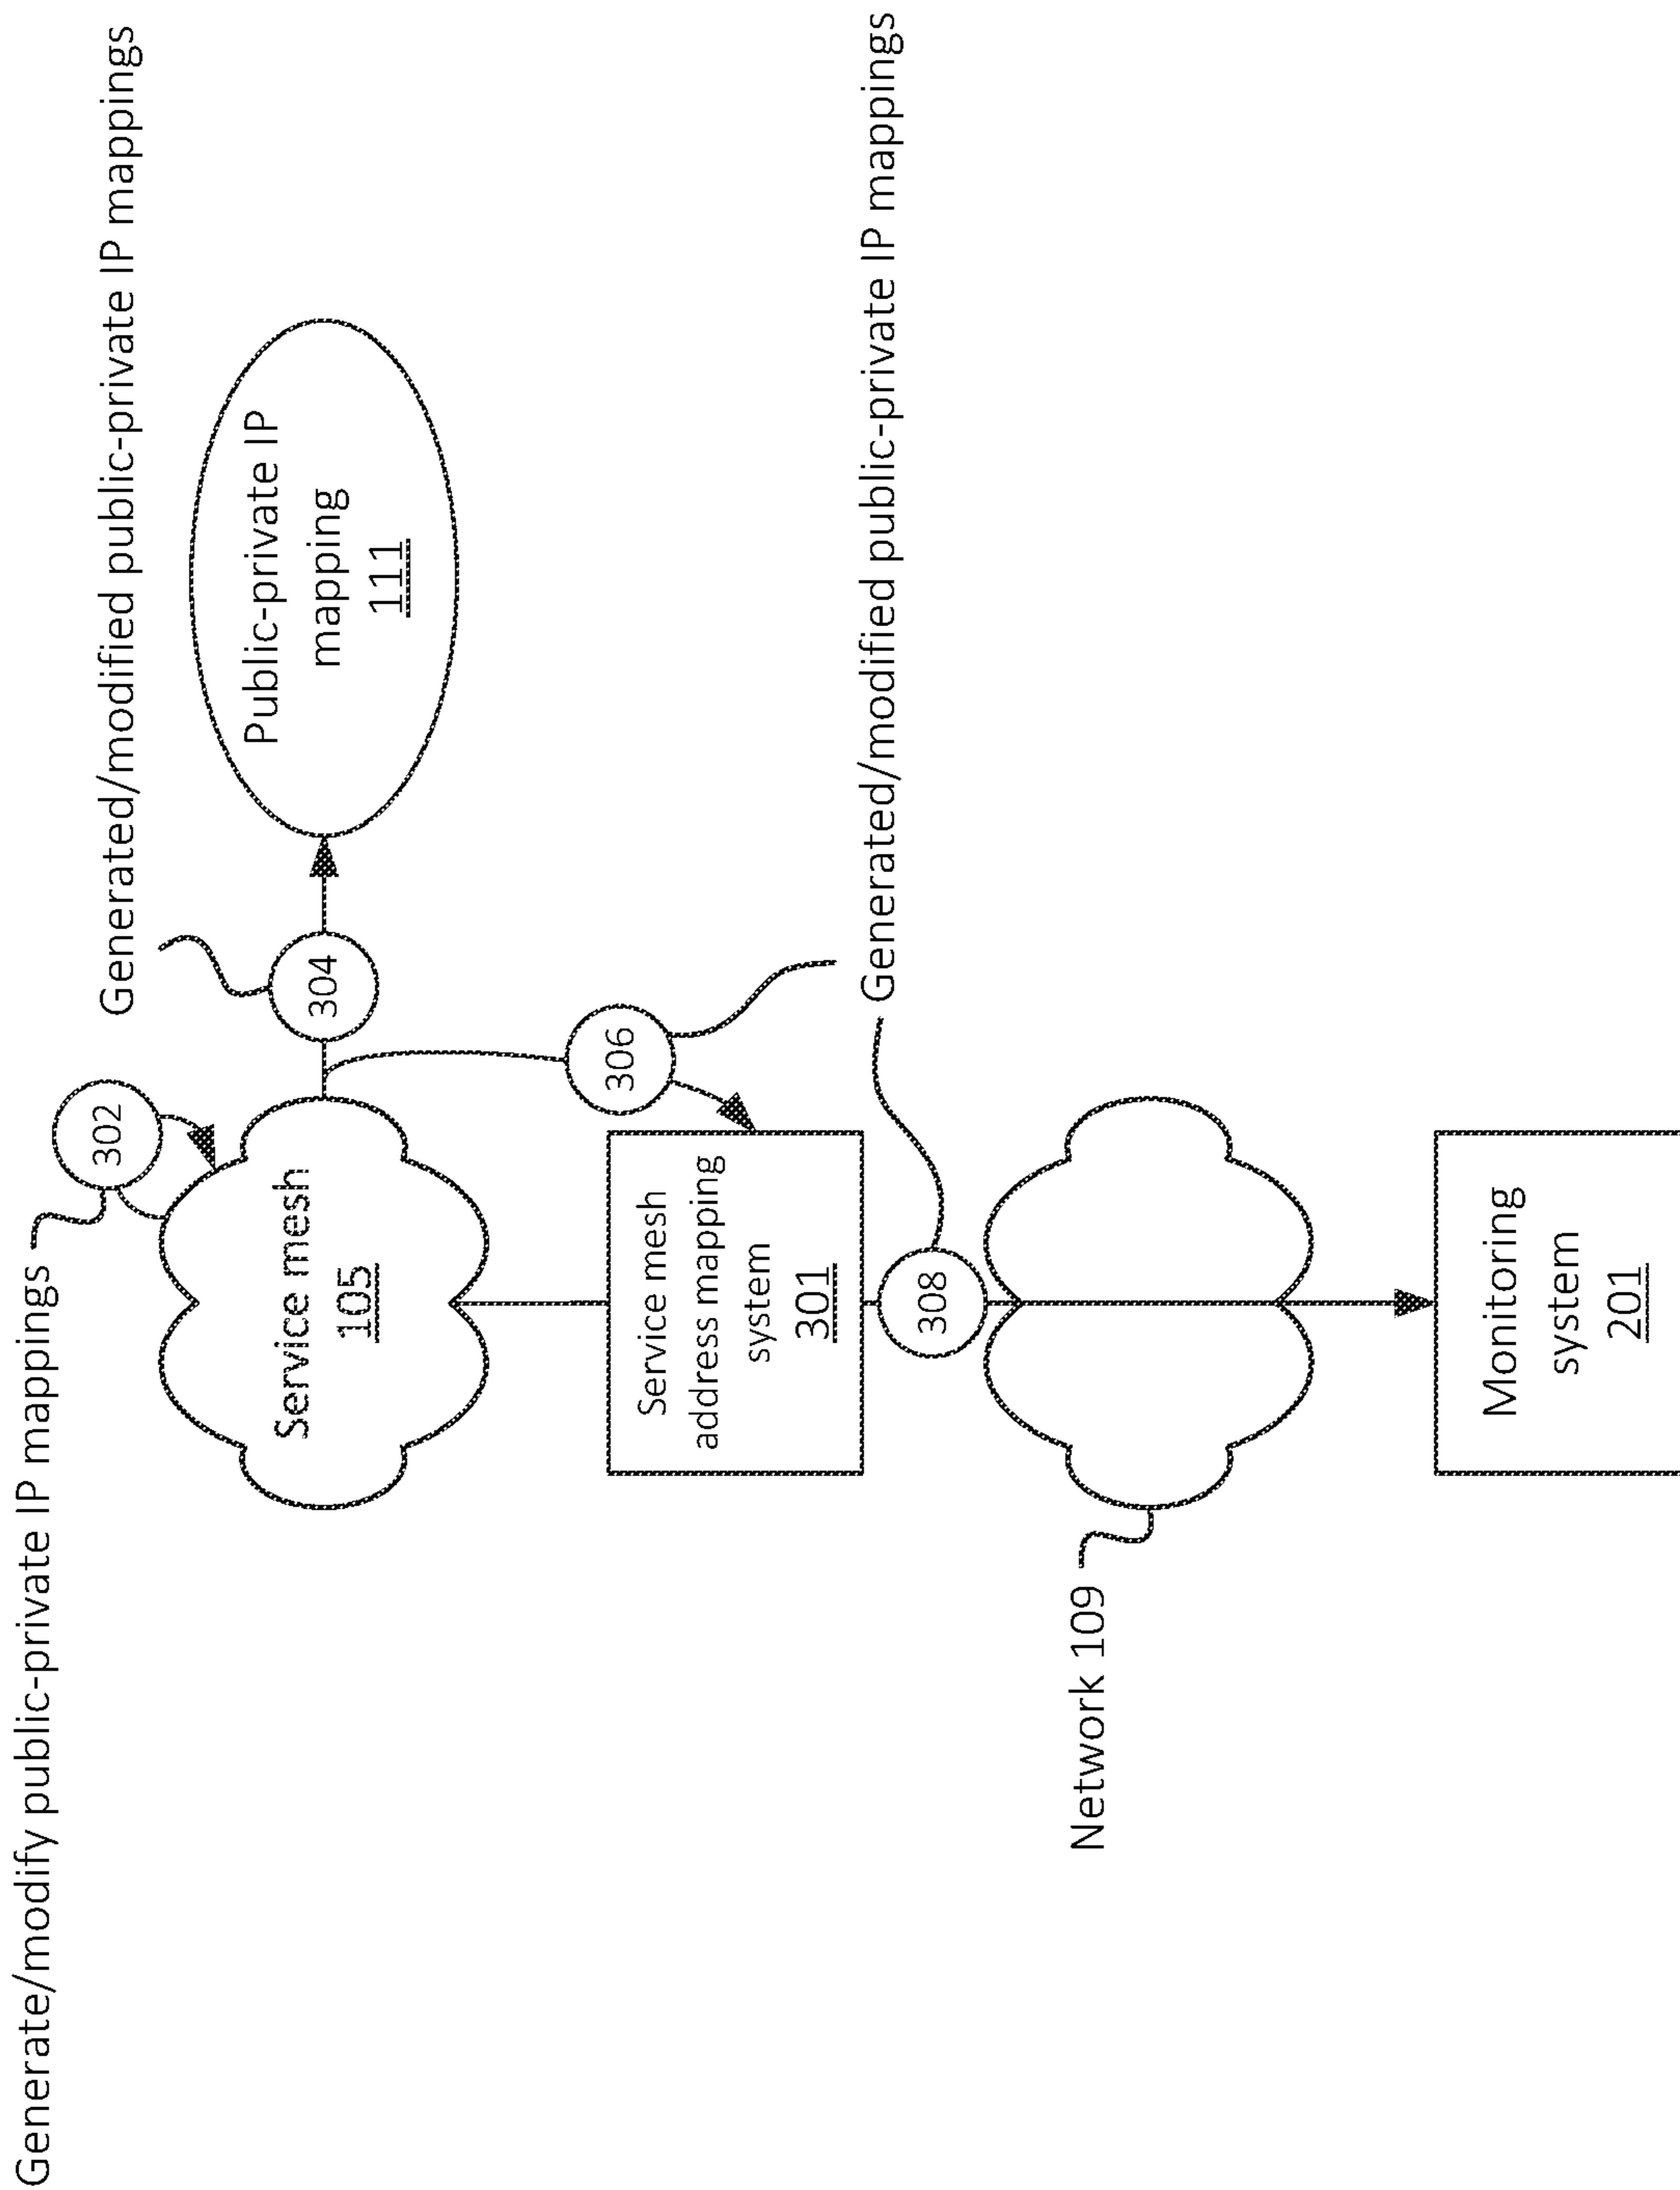 Generate/modify public-private IP mappings
302
Generated/modified public-private IP mappings
Service mesh
105
304
Public-private IP
mapping
111
306
Service mesh
address mapping
system
301
Generated/modified public-private IP mappings
308
Network 109
Monitoring
system
201